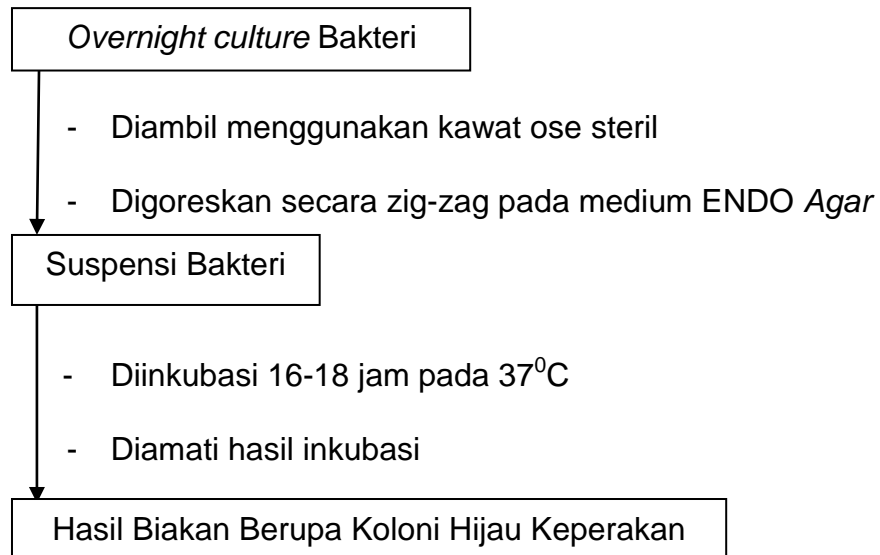 Overnight culture Bakteri
- Diambil menggunakan kawat ose steril
- Digoreskan secara zig-zag pada medium ENDO Agar
Suspensi Bakteri
- Diinkubasi 16-18 jam pada 37⁰C
- Diamati hasil inkubasi
Hasil Biakan Berupa Koloni Hijau Keperakan